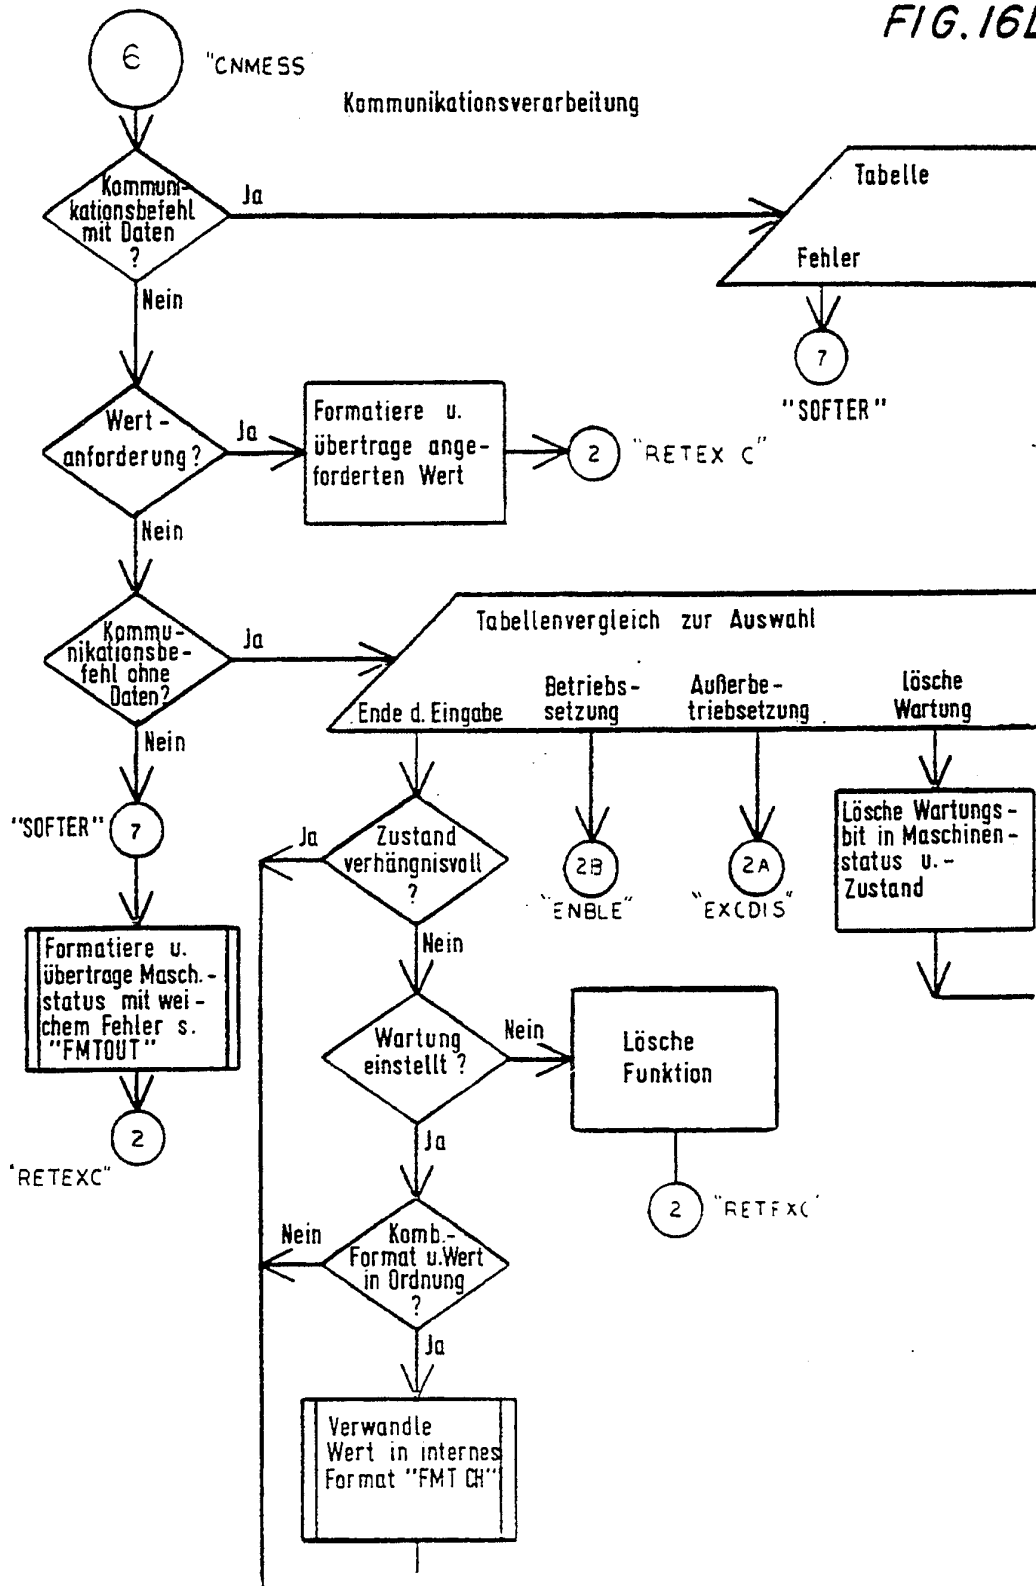 FIG. 16
6
"CNMESS
Kommunikationsverarbeitung
Kommuni-
kationsbefehl
mit Daten
?
Ja
Nein
Tabelle
Fehler
7
"SOFTER"
Wert-
anforderung?
Ja
Nein
Formatiere u.
übertrage ange-
forderten Wert
2
"RETEX C"
Kommu-
nikationsbe-
fehl ohne
Daten?
Ja
Nein
Tabellenvergleich zur Auswahl
Ende d. Eingabe
Betriebs-
setzung
Außerbe-
triebsetzung
lösche
Wartung
"SOFTER"
7
Zustand
verhängnisvoll
?
Ja
Nein
2B
"ENBLE"
2A
"EXCDIS"
Lösche Wartungs-
bit in Maschinen-
status u.-
Zustand
Formatiere u.
übertrage Masch.-
status mit wei-
chem Fehler s.
"FMTOUT"
2
"RETEXC"
Wartung
einstellt?
Nein
Ja
Lösche
Funktion
2
"RETEXC'
Komb.-
Format u.Wert
in Ordnung
?
Nein
Ja
Verwandle
Wert in internes
Format "FMT CH"